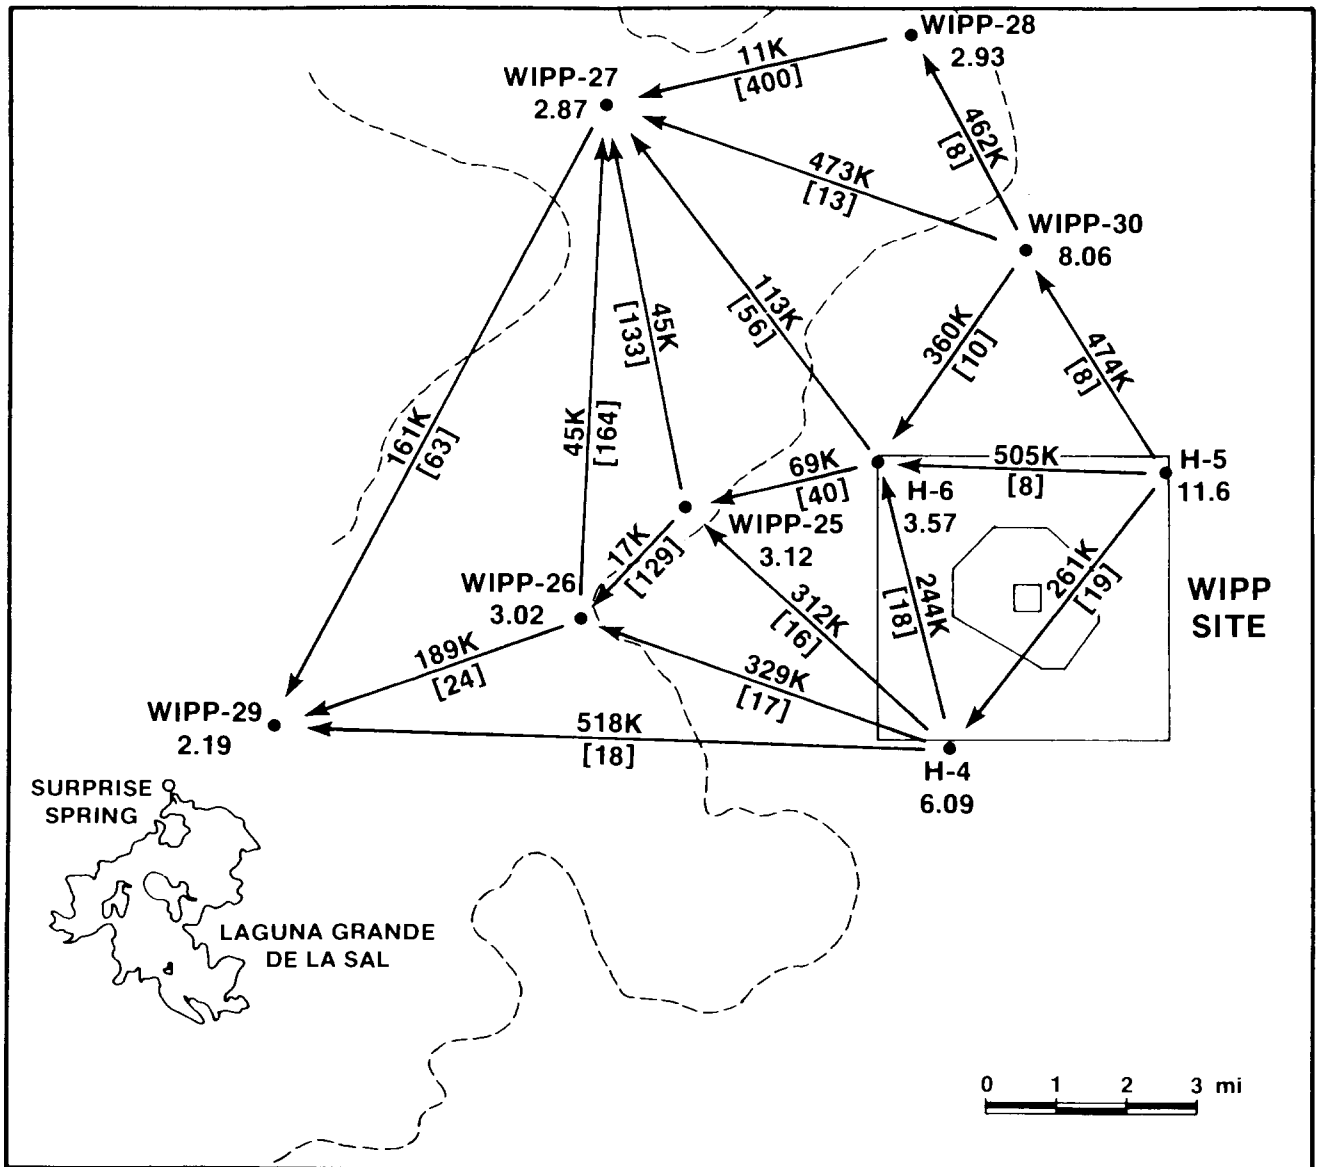 WIPP-28
2.93
11K
[400]
WIPP-27
2.87
462K
[8]
473K
[13]
WIPP-30
8.06
113K
[56]
45K
[133]
360K
[10]
474K
[8]
161K
[63]
45K
[164]
69K
[40]
505K
[8]
H-5
11.6
H-6
3.57
WIPP-25
3.12
17K
[129]
WIPP-26
3.02
312K
[16]
244K
[18]
261K
[19]
WIPP
SITE
189K
[24]
329K
[17]
WIPP-29
2.19
518K
[18]
H-4
6.09
SURPRISE
SPRING
LAGUNA GRANDE
DE LA SAL
0 1 2 3 mi